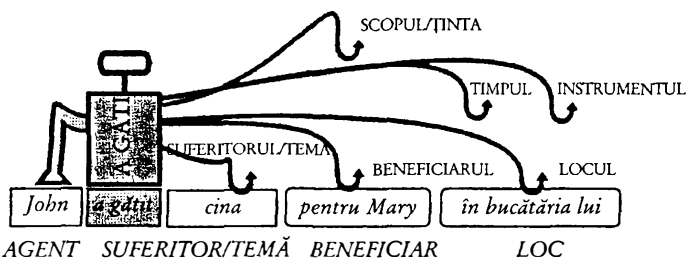 SCOPUL/ȚINTA
TIMPUL INSTRUMENTUL
A GĂTI
SUFERITORUL/TEMA
BENEFICIARUL LOCUL
John a gătit cina pentru Mary în bucătăria lui
AGENT SUFERITOR/TEMĂ BENEFICIAR LOC